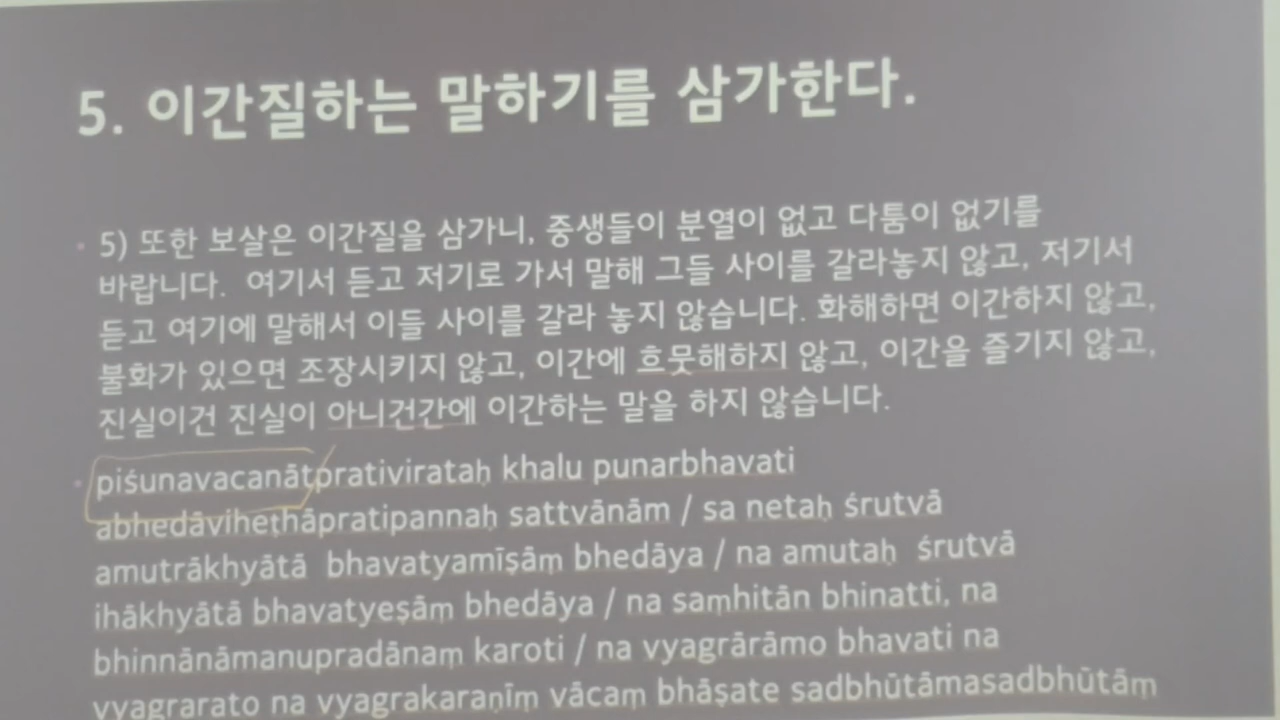 5. 이간질하는 말하기를 삼가한다.
5) 또한 보살은 이간질을 삼가니, 중생들이 분열이 없고 다툼이 없기를
바랍니다. 여기서 듣고 저기로 가서 말해 그들 사이를 갈라놓지 않고, 저기서
듣고 여기에 말해서 이들 사이를 갈라 놓지 않습니다. 화해하면 이간하지 않고,
불화가 있으면 조장시키지 않고, 이간에 흐뭇해하지 않고, 이간을 즐기지 않고,
진실이건 진실이 아니건간에 이간하는 말을 하지 않습니다.
piśunavacanātprativirataḥ khalu punarbhavati
abhedāviheṭhāpratipannaḥ sattvānām / sa netaḥ śrutvā
amutrākhyātā bhavatyamīṣāṃ bhedāya / na amutaḥ śrutvā
ihākhyātā bhavatyeṣāṃ bhedāya / na saṃhitān bhinatti, na
bhinnānāmanupradānaṃ karoti / na vyagrārāmo bhavati na
vyagrarato na vyagrakaraṇīṃ vācaṃ bhāṣate sadbhūtāmasadbhūtāṃ